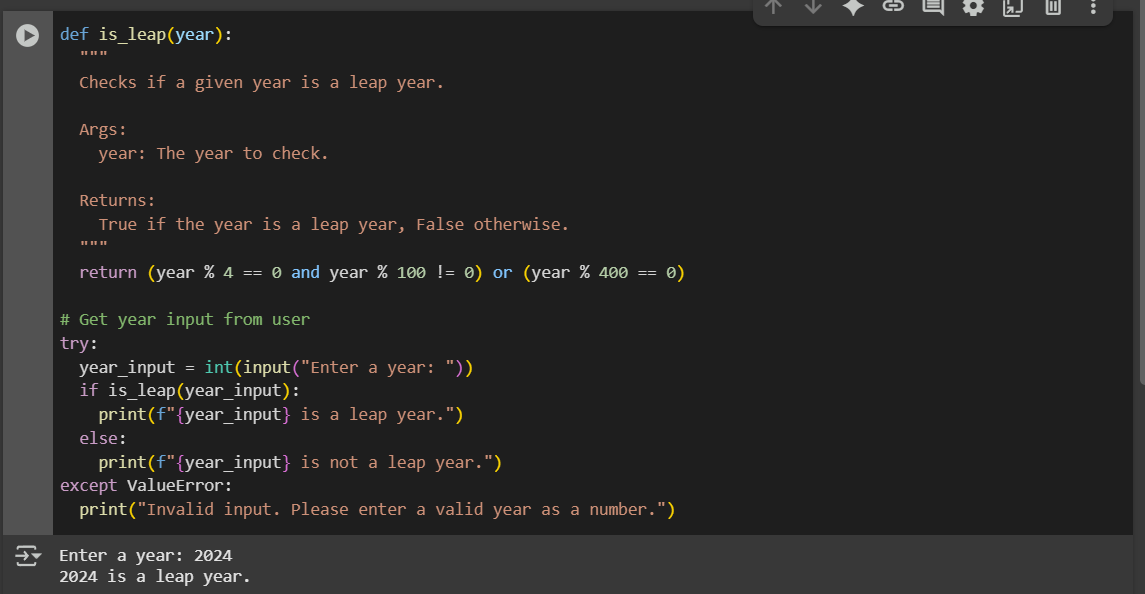 def is_leap(year):
  """
  Checks if a given year is a leap year.

  Args:
    year: The year to check.

  Returns:
    True if the year is a leap year, False otherwise.
  """
  return (year % 4 == 0 and year % 100 != 0) or (year % 400 == 0)

# Get year input from user
try:
  year_input = int(input("Enter a year: "))
  if is_leap(year_input):
    print(f"{year_input} is a leap year.")
  else:
    print(f"{year_input} is not a leap year.")
except ValueError:
  print("Invalid input. Please enter a valid year as a number.")
Enter a year: 2024
2024 is a leap year.